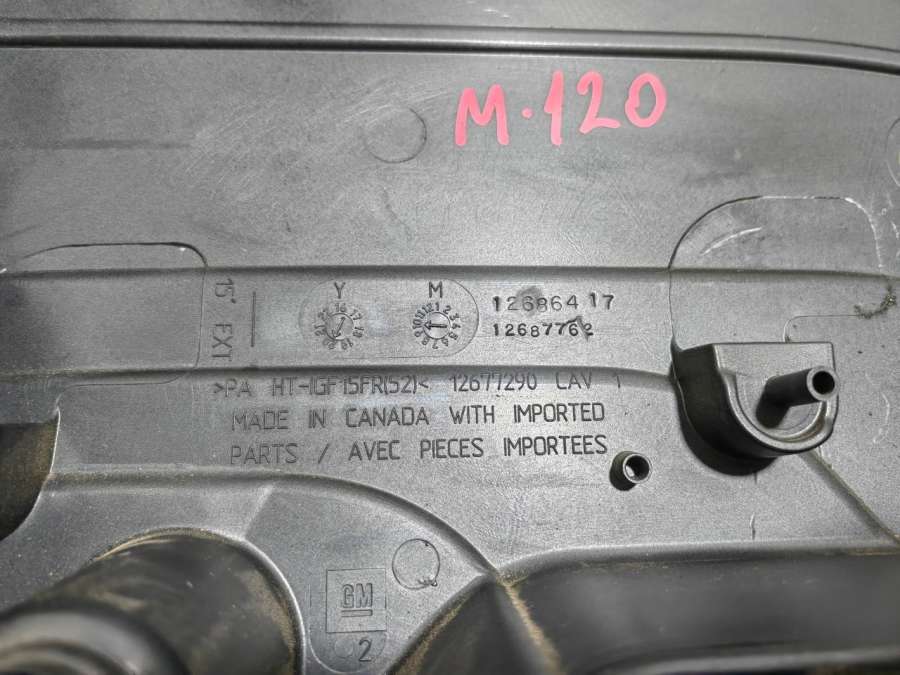 M·120
15° EXT
Y M
12686417
12687762
>PA HT-IGF15FR(52)< 12677290 CAV 1
MADE IN CANADA WITH IMPORTED
PARTS / AVEC PIECES IMPORTEES
GM
2